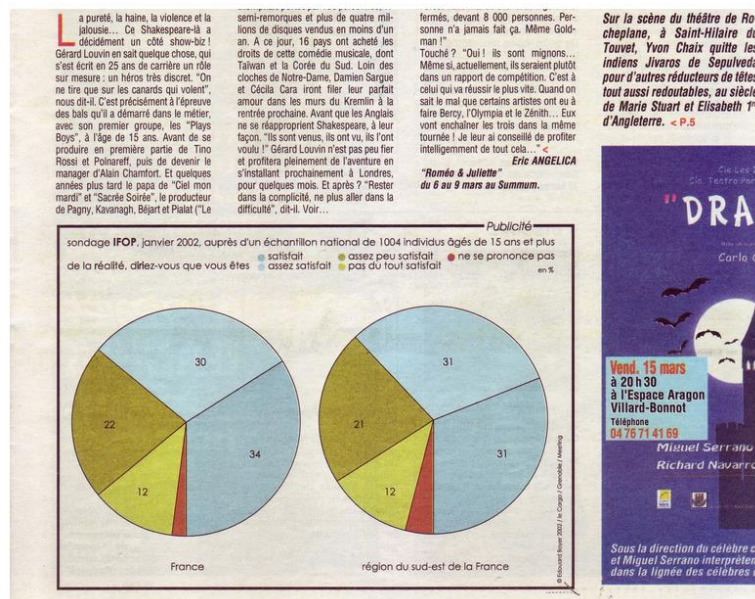 La pureté, la haine, la violence et la
jalousie... Ce Shakespeare-là a
décidément un côté show-biz !
Gérard Louvin en sait quelque chose, qui
s'est écrit en 25 ans de carrière un rôle
sur mesure : un héros très discret. "On
ne tire que sur les canards qui volent",
nous dit-il. C'est précisément à l'épreuve
des bals qu'il a démarré dans le métier,
avec son premier groupe, les "Plays
Boys", à l'âge de 15 ans. Avant de se
produire en première partie de Tino
Rossi et Polnareff, puis de devenir le
manager d'Alain Chamfort. Et quelques
années plus tard le papa de "Ciel mon
mardi" et "Sacrée Soirée", le producteur
de Pagny, Kavanagh, Béjart et Pialat ("Le
semi-remorques et plus de quatre mil-
lions de disques vendus en moins d'un
an. A ce jour, 16 pays ont acheté les
droits de cette comédie musicale, dont
Taïwan et la Corée du Sud. Loin des
cloches de Notre-Dame, Damien Sargue
et Cécilia Cara iront filer leur parfait
amour dans les murs du Kremlin à la
rentrée prochaine. Avant que les Anglais
ne se réapproprient Shakespeare, à leur
façon. "Ils sont venus, ils ont vu, ils l'ont
voulu !" Gérard Louvin n'est pas peu fier
et profitera pleinement de l'aventure en
s'installant prochainement à Londres,
pour quelques mois. Et après ? "Rester
dans la complicité, ne plus aller dans la
difficulté", dit-il. Voir...
fermés, devant 8 000 personnes. Per-
sonne n'a jamais fait ça. Même Gold-
man !"
Touché ? "Oui ! ils sont mignons...
Même si, actuellement, ils seraient plutôt
dans un rapport de compétition. C'est à
celui qui va réussir le plus vite. Quand on
sait le mal que certains artistes ont eu à
faire Bercy, l'Olympia et le Zénith... Eux
vont enchaîner les trois dans la même
tournée ! Je leur ai conseillé de profiter
intelligemment de tout cela..." <
Eric ANGELICA
"Roméo & Juliette"
du 6 au 9 mars au Summum.
Sur la scène du théâtre de Ro
cheplane, à Saint-Hilaire du
Touvet, Yvon Chaix quitte les
indiens Jivaros de Sepulveda
pour d'autres réducteurs de tête,
tout aussi redoutables, au siècle
de Marie Stuart et Elisabeth 1re
d'Angleterre. < P.5
Publicité
sondage IFOP, janvier 2002, auprès d'un échantillon national de 1004 individus âgés de 15 ans et plus
de la réalité, diriez-vous que vous êtes
satisfait
assez peu satisfait
ne se prononce pas
assez satisfait
pas du tout satisfait
en %
30
22
34
12
France
31
21
31
12
région du sud-est de la France
© Edouard Boyer 2002 / le Cargo / Grenoble / Meeting
"DRA
Carlo
Vend. 15 mars
à 20 h 30
à l'Espace Aragon
Villard-Bonnot
Téléphone
04 76 71 41 69
Miguel Serrano
Richard Navarro
Sous la direction du célèbre
et Miguel Serrano interprètent
dans la lignée des célèbres